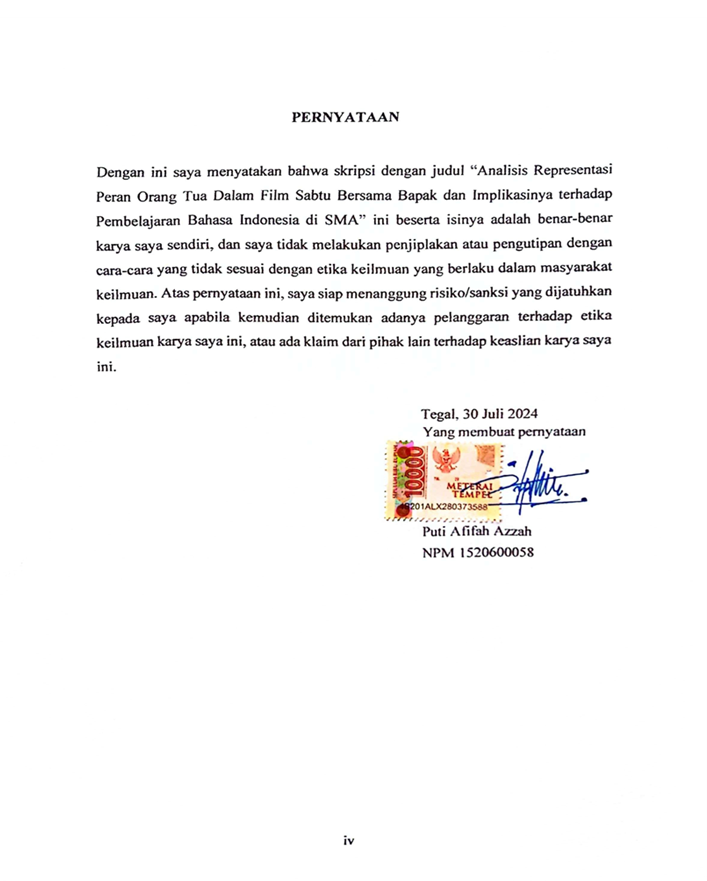 PERNYATAAN
Dengan ini saya menyatakan bahwa skripsi dengan judul “Analisis Representasi
Peran Orang Tua Dalam Film Sabtu Bersama Bapak dan Implikasinya terhadap
Pembelajaran Bahasa Indonesia di SMA” ini beserta isinya adalah benar-benar
karya saya sendiri, dan saya tidak melakukan penjiplakan atau pengutipan dengan
cara-cara yang tidak sesuai dengan etika keilmuan yang berlaku dalam masyarakat
keilmuan. Atas pernyataan ini, saya siap menanggung risiko/sanksi yang dijatuhkan
kepada saya apabila kemudian ditemukan adanya pelanggaran terhadap etika
keilmuan karya saya ini, atau ada klaim dari pihak lain terhadap keaslian karya saya
ini.
Tegal, 30 Juli 2024
Yang membuat pernyataan
10000
METERAI
TEMPEL
Puti Afifah Azzah
NPM 1520600058
iv